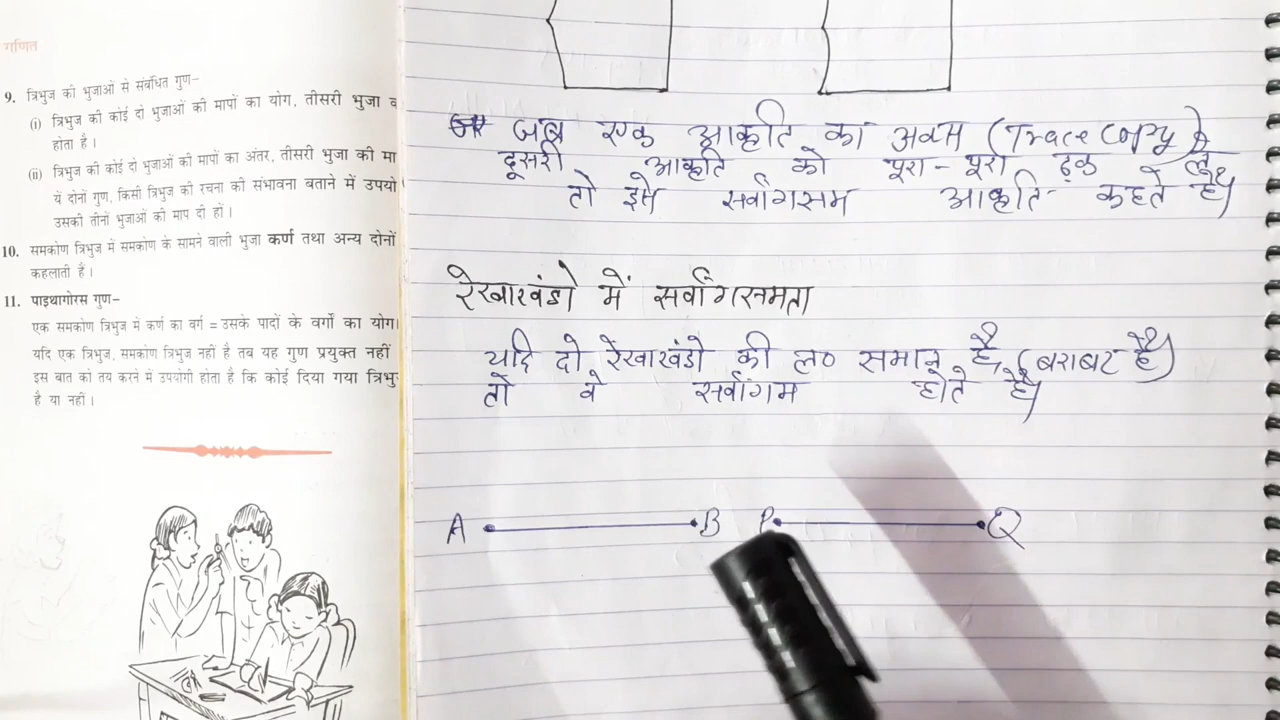 गणित
9. त्रिभुज की भुजाओं से संबंधित गुण–
(i) त्रिभुज की कोई दो भुजाओं की मापों का योग, तीसरी भुजा
होता है।
(ii) त्रिभुज की कोई दो भुजाओं की मापों का अंतर, तीसरी भुजा की मा
ये दोनों गुण, किसी त्रिभुज की रचना की संभावना बताने में उपयो
उसकी तीनों भुजाओं की माप दी हों।
10. समकोण त्रिभुज में समकोण के सामने वाली भुजा कर्ण तथा अन्य दोनों
कहलाती हैं।
11. पाइथागोरस गुण–
एक समकोण त्रिभुज में कर्ण का वर्ग = उसके पादों के वर्गों का योग।
यदि एक त्रिभुज, समकोण त्रिभुज नहीं है तब यह गुण प्रयुक्त नहीं
इस बात को तय करने में उपयोगी होता है कि कोई दिया गया त्रिभु
है या नहीं।
जब एक आकृति का अक्स (Trace copy)
दूसरी आकृति को पूरा-पूरा ढ़क ले
तो इसे सर्वांगसम आकृति कहते है।
रेखाखंडो में सर्वांगसमता
यदि दो रेखाखंडो की ल० समान है, (बराबर है)
तो वे सर्वांगम होते है।
A B P Q